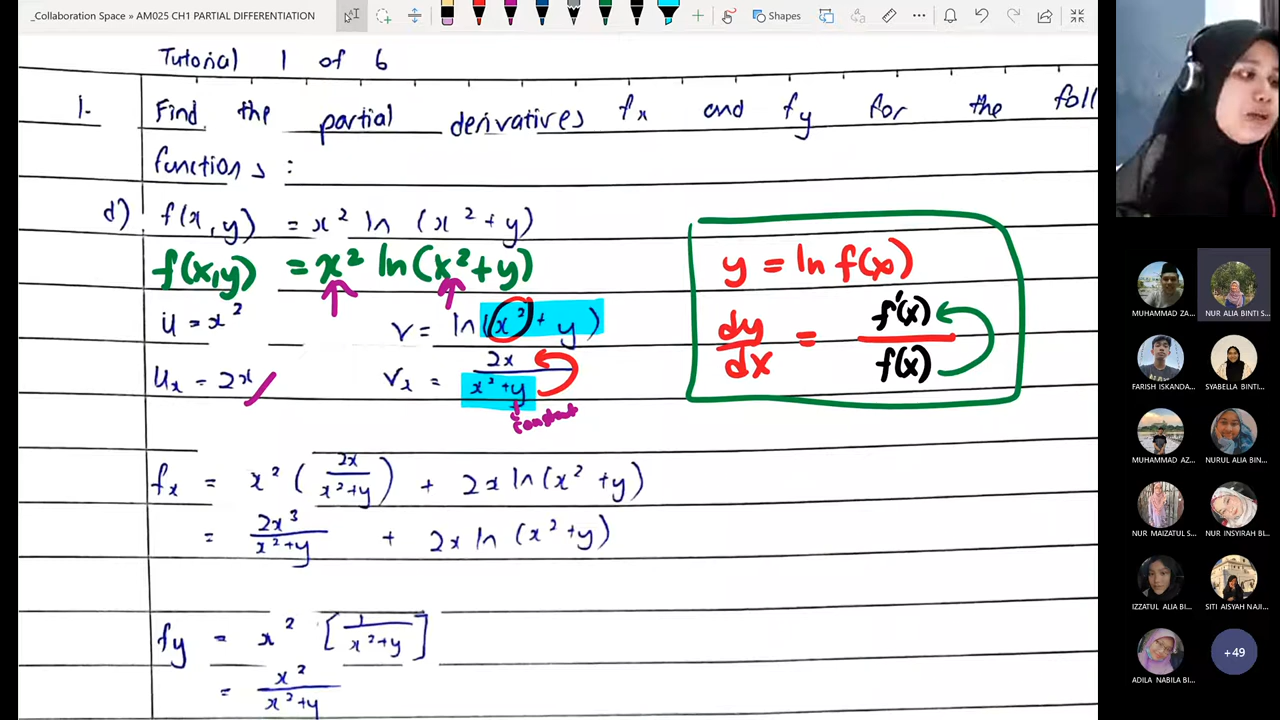 _Collaboration Space » AM025 CH1 PARTIAL DIFFERENTIATION
Shapes
Tutorial 1 of 6
1. Find the partial derivatives fx and fy for the foll
functions :
d) f(x,y) = x² ln (x² + y)
f(x,y) = x² ln(x²+y)
u = x² v = ln(x² + y)
ux = 2x vx = 2x/(x²+y)
constant
y = ln f(x)
dy/dx = f'(x)/f(x)
fx = x² (2x/(x²+y)) + 2x ln(x² + y)
= 2x³/(x²+y) + 2x ln (x²+y)
fy = x² [1/(x²+y)]
= x²/(x²+y)
MUHAMMAD ZA...
NUR ALIA BINTI S...
FARISH ISKANDA...
SYABELLA BINTI...
MUHAMMAD AZ...
NURUL ALIA BIN...
NUR MAIZATUL S...
NUR INSYIRAH BI...
IZZATUL ALIA BI...
SITI AISYAH NAJI...
ADILA NABILA BI...
+49